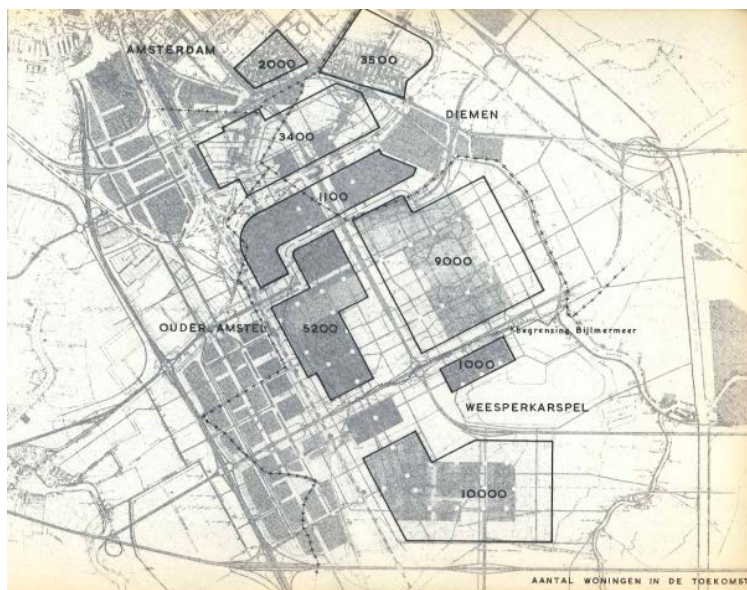 AMSTERDAM
2000
3500
3400
DIEMEN
1100
9000
OUDER-AMSTEL
5200
begrenzing Bijlmermeer
1000
WEESPERKARSPEL
10000
AANTAL WONINGEN IN DE TOEKOMST